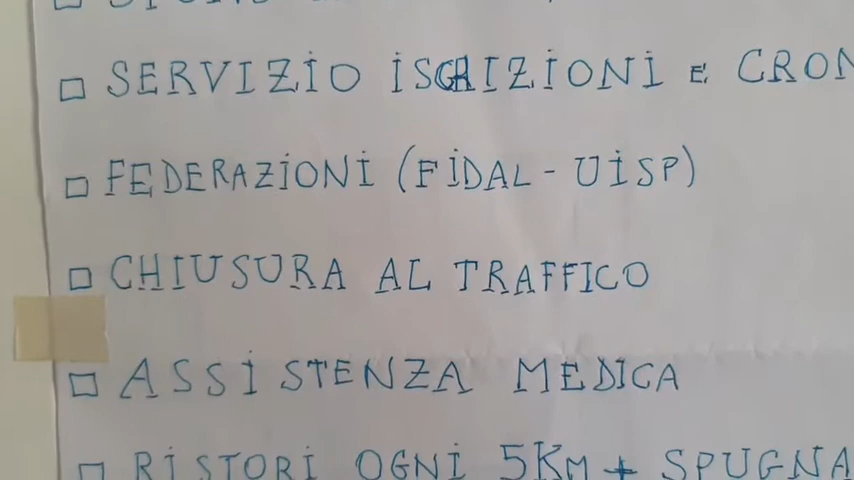 □ SERVIZIO ISCRIZIONI E CRON
□ FEDERAZIONI (FIDAL - UISP)
□ CHIUSURA AL TRAFFICO
□ ASSISTENZA MEDICA
□ RISTORI OGNI 5KM + SPUGNA